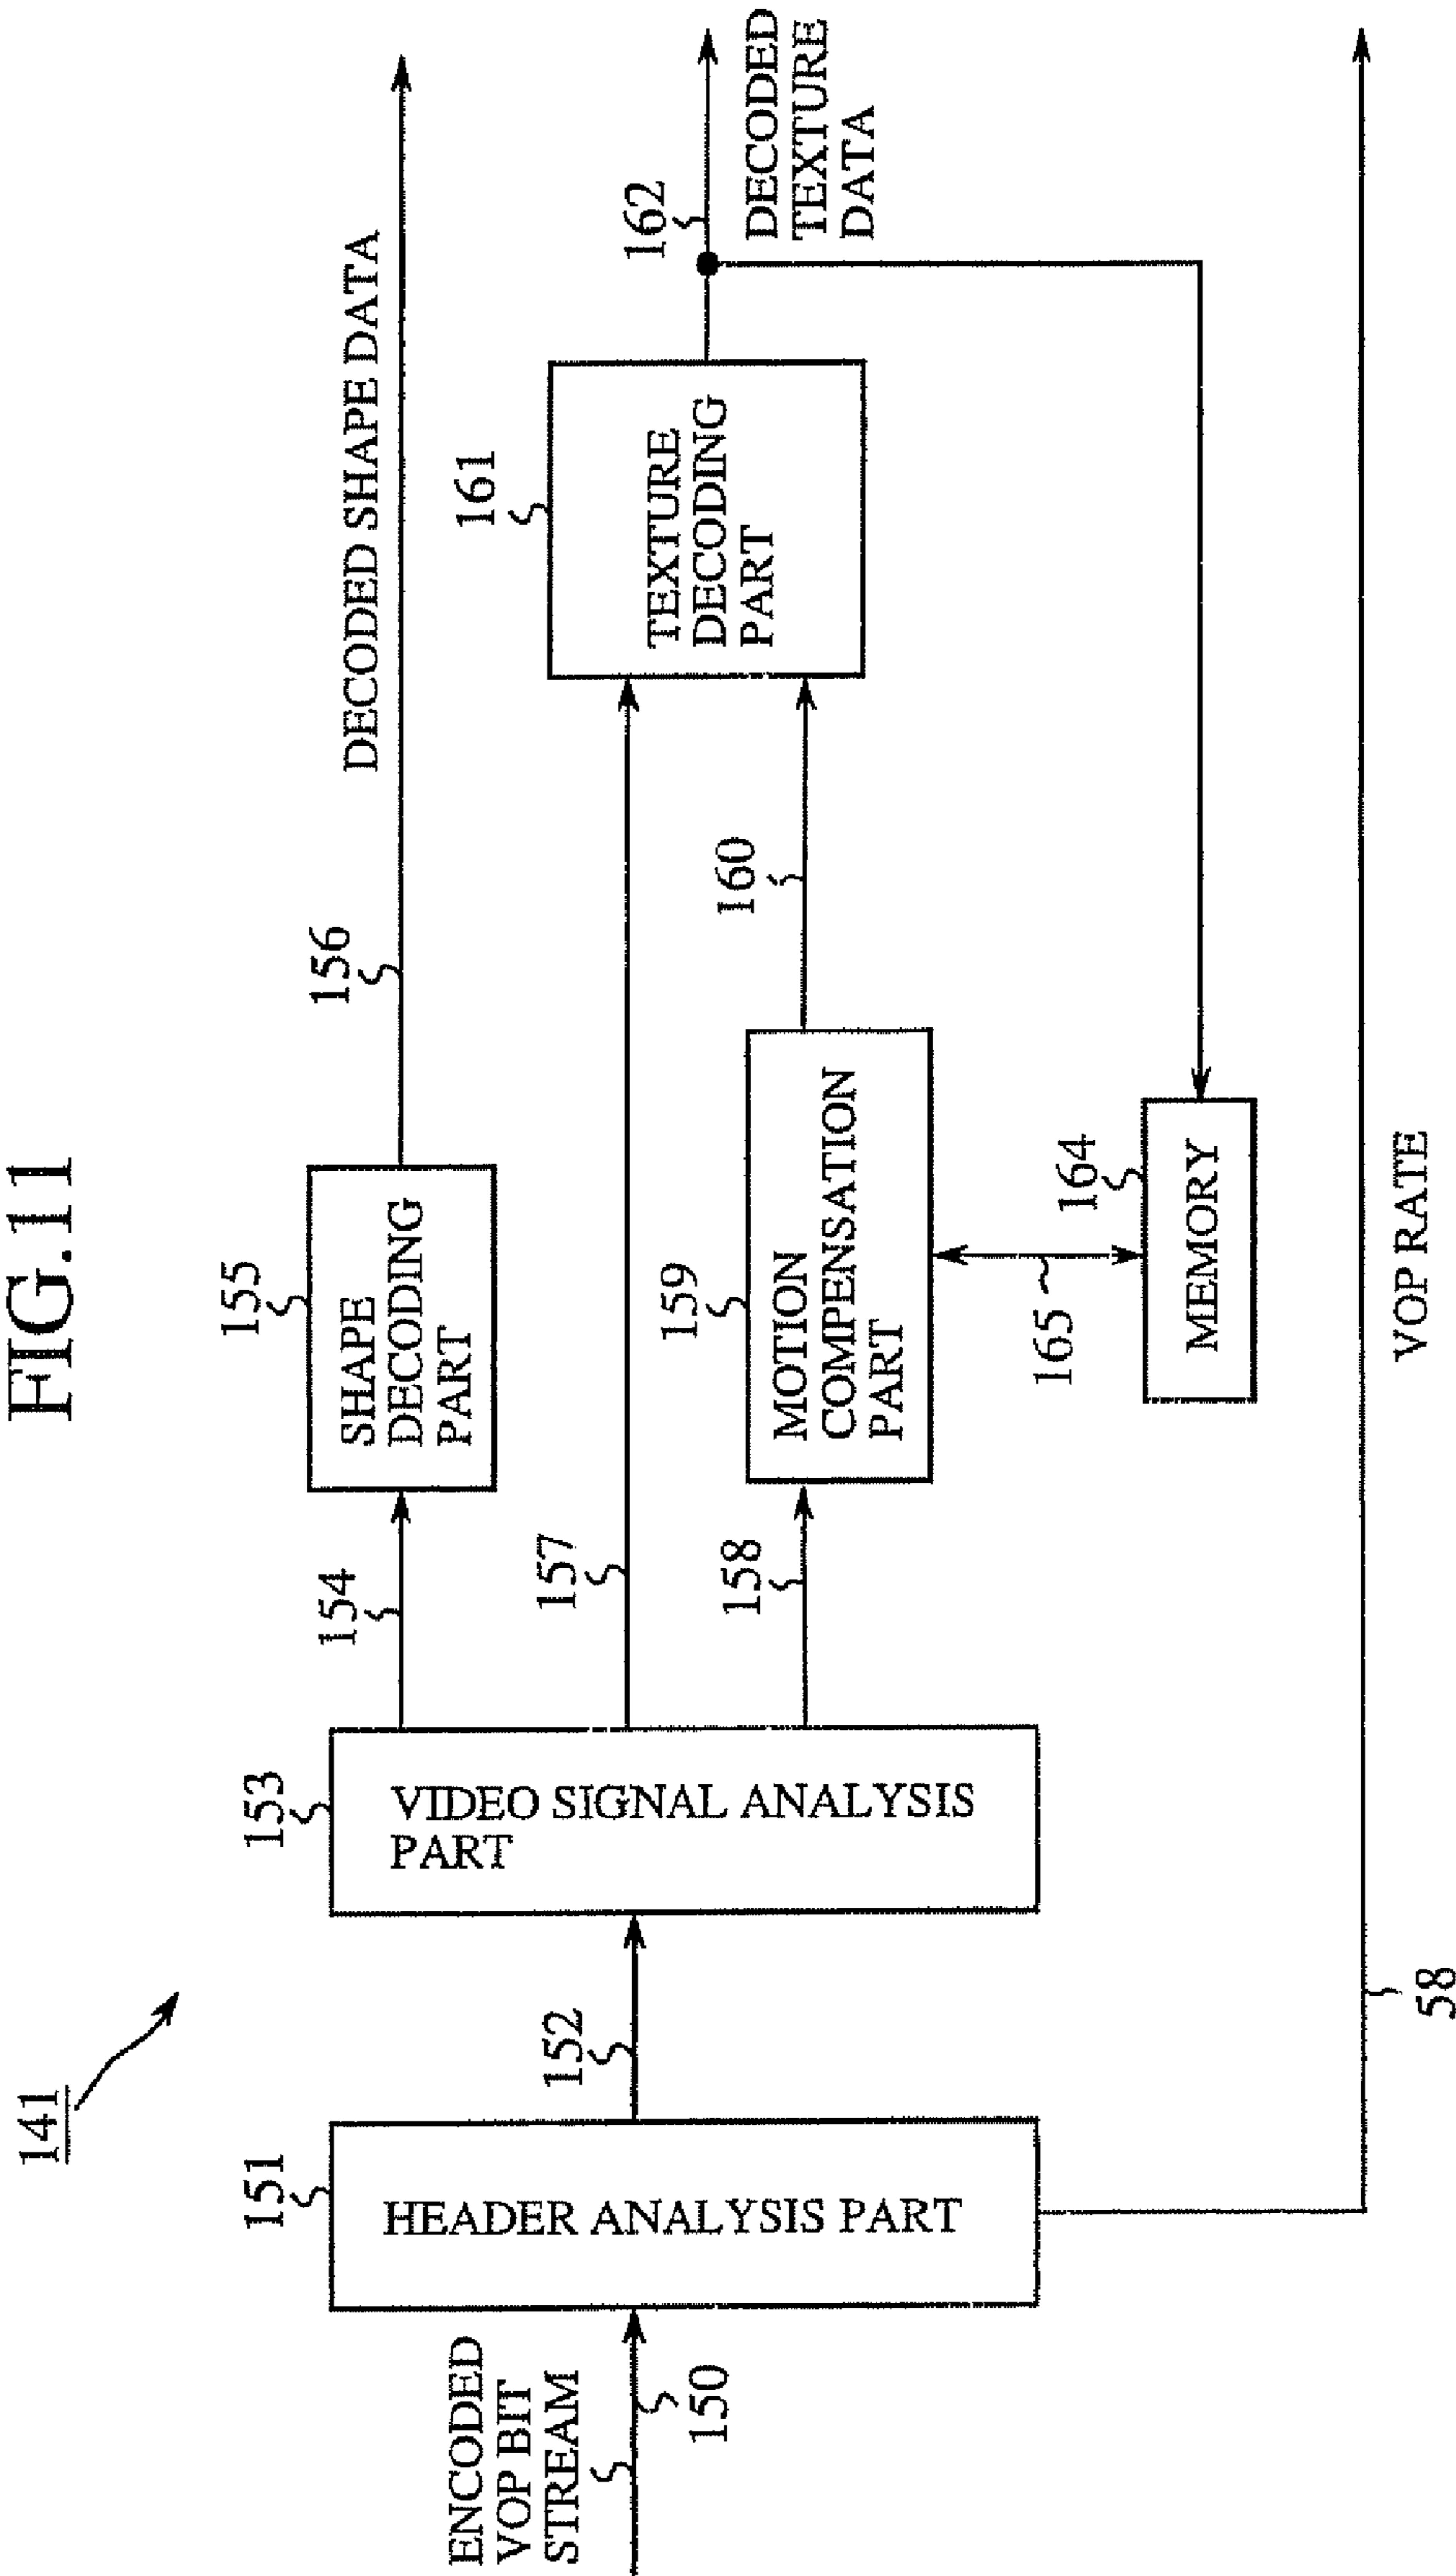 FIG.11
141
ENCODED
VOP BIT
STREAM
150
151
HEADER ANALYSIS PART
152
153
VIDEO SIGNAL ANALYSIS
PART
154
155
SHAPE
DECODING
PART
156
DECODED SHAPE DATA
157
158
159
MOTION
COMPENSATION
PART
160
161
TEXTURE
DECODING
PART
162
DECODED
TEXTURE
DATA
165
164
MEMORY
58
VOP RATE